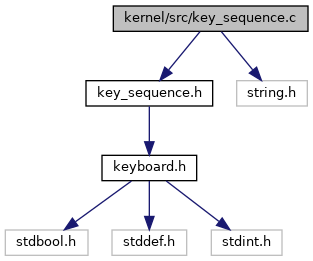 kernel/src/key_sequence.c
key_sequence.h
string.h
keyboard.h
stdbool.h
stddef.h
stdint.h